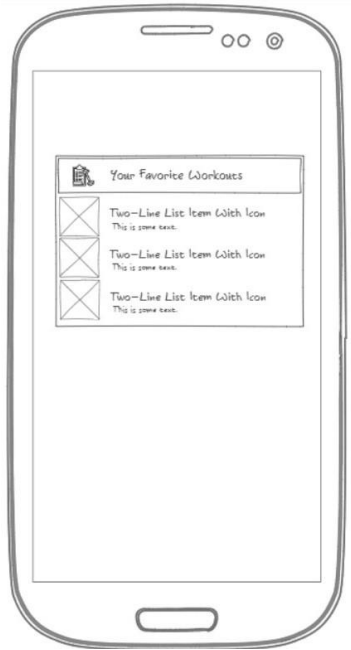 Your Favorite Workouts
Two-Line List Item With Icon
This is some text.
Two-Line List Item With Icon
This is some text.
Two-Line List Item With Icon
This is some text.